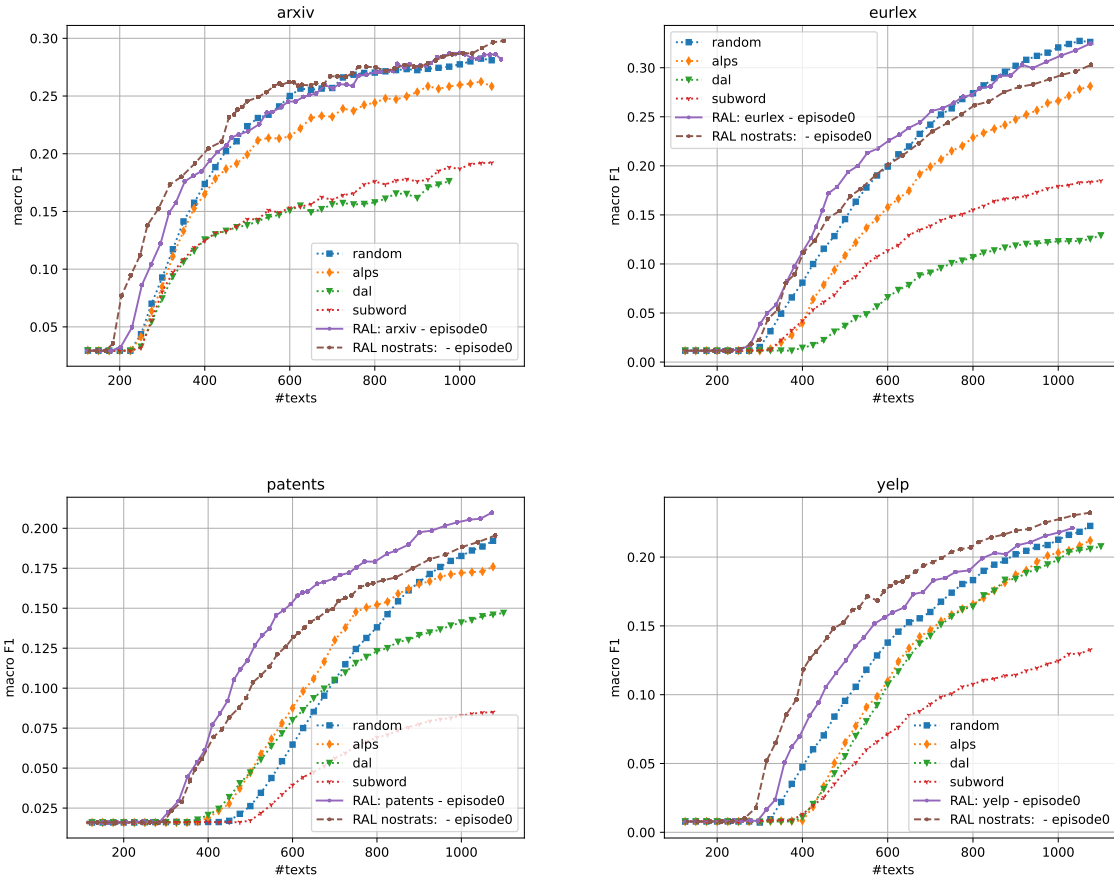 arxiv
0.30
0.25
0.20
0.15
0.10
0.05
macro F1
200 400 600 800 1000
#texts
random
alps
dal
subword
RAL: arxiv - episode0
RAL nostrats:  - episode0
eurlex
0.30
0.25
0.20
0.15
0.10
0.05
0.00
macro F1
200 400 600 800 1000
#texts
random
alps
dal
subword
RAL: eurlex - episode0
RAL nostrats:  - episode0
patents
0.200
0.175
0.150
0.125
0.100
0.075
0.050
0.025
macro F1
200 400 600 800 1000
#texts
random
alps
dal
subword
RAL: patents - episode0
RAL nostrats:  - episode0
yelp
0.20
0.15
0.10
0.05
0.00
macro F1
200 400 600 800 1000
#texts
random
alps
dal
subword
RAL: yelp - episode0
RAL nostrats:  - episode0